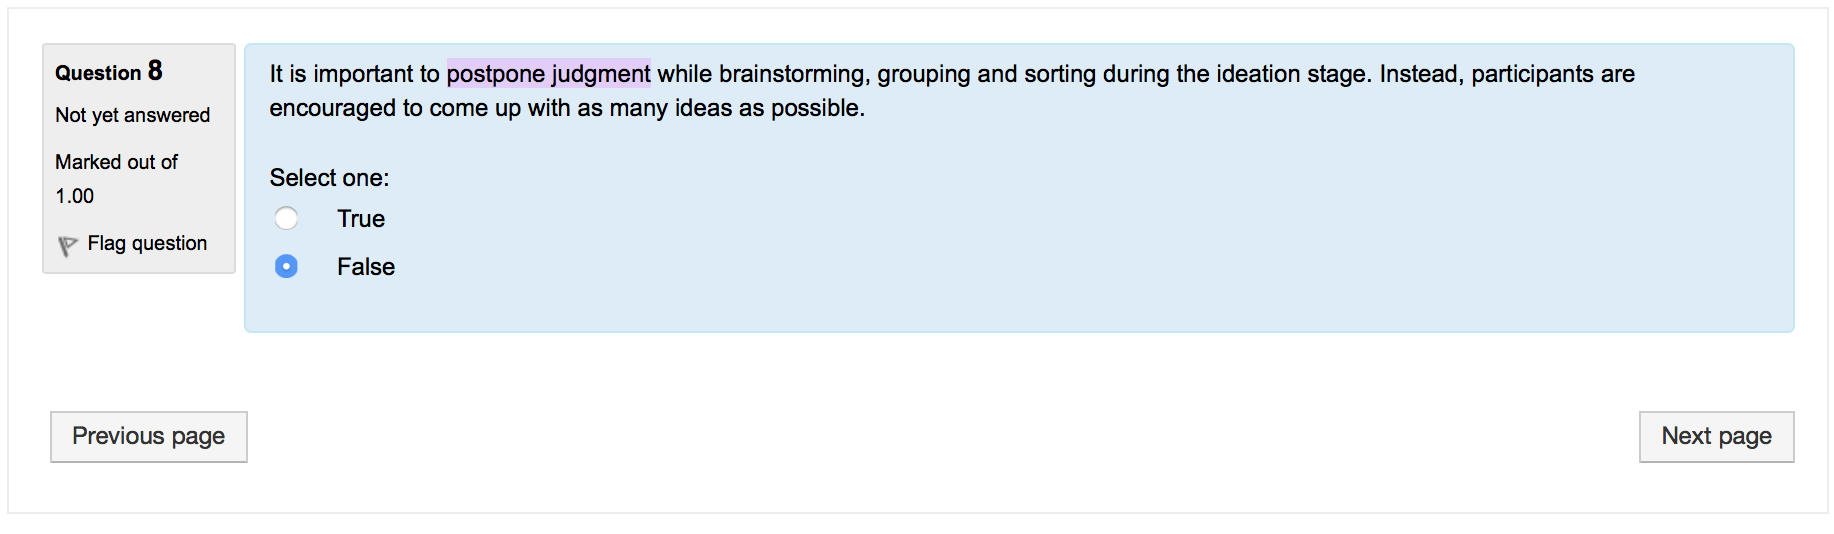 Question 8
Not yet answered
Marked out of
1.00
Flag question
It is important to postpone judgment while brainstorming, grouping and sorting during the ideation stage. Instead, participants are
encouraged to come up with as many ideas as possible.
Select one:
True
False
Previous page
Next page